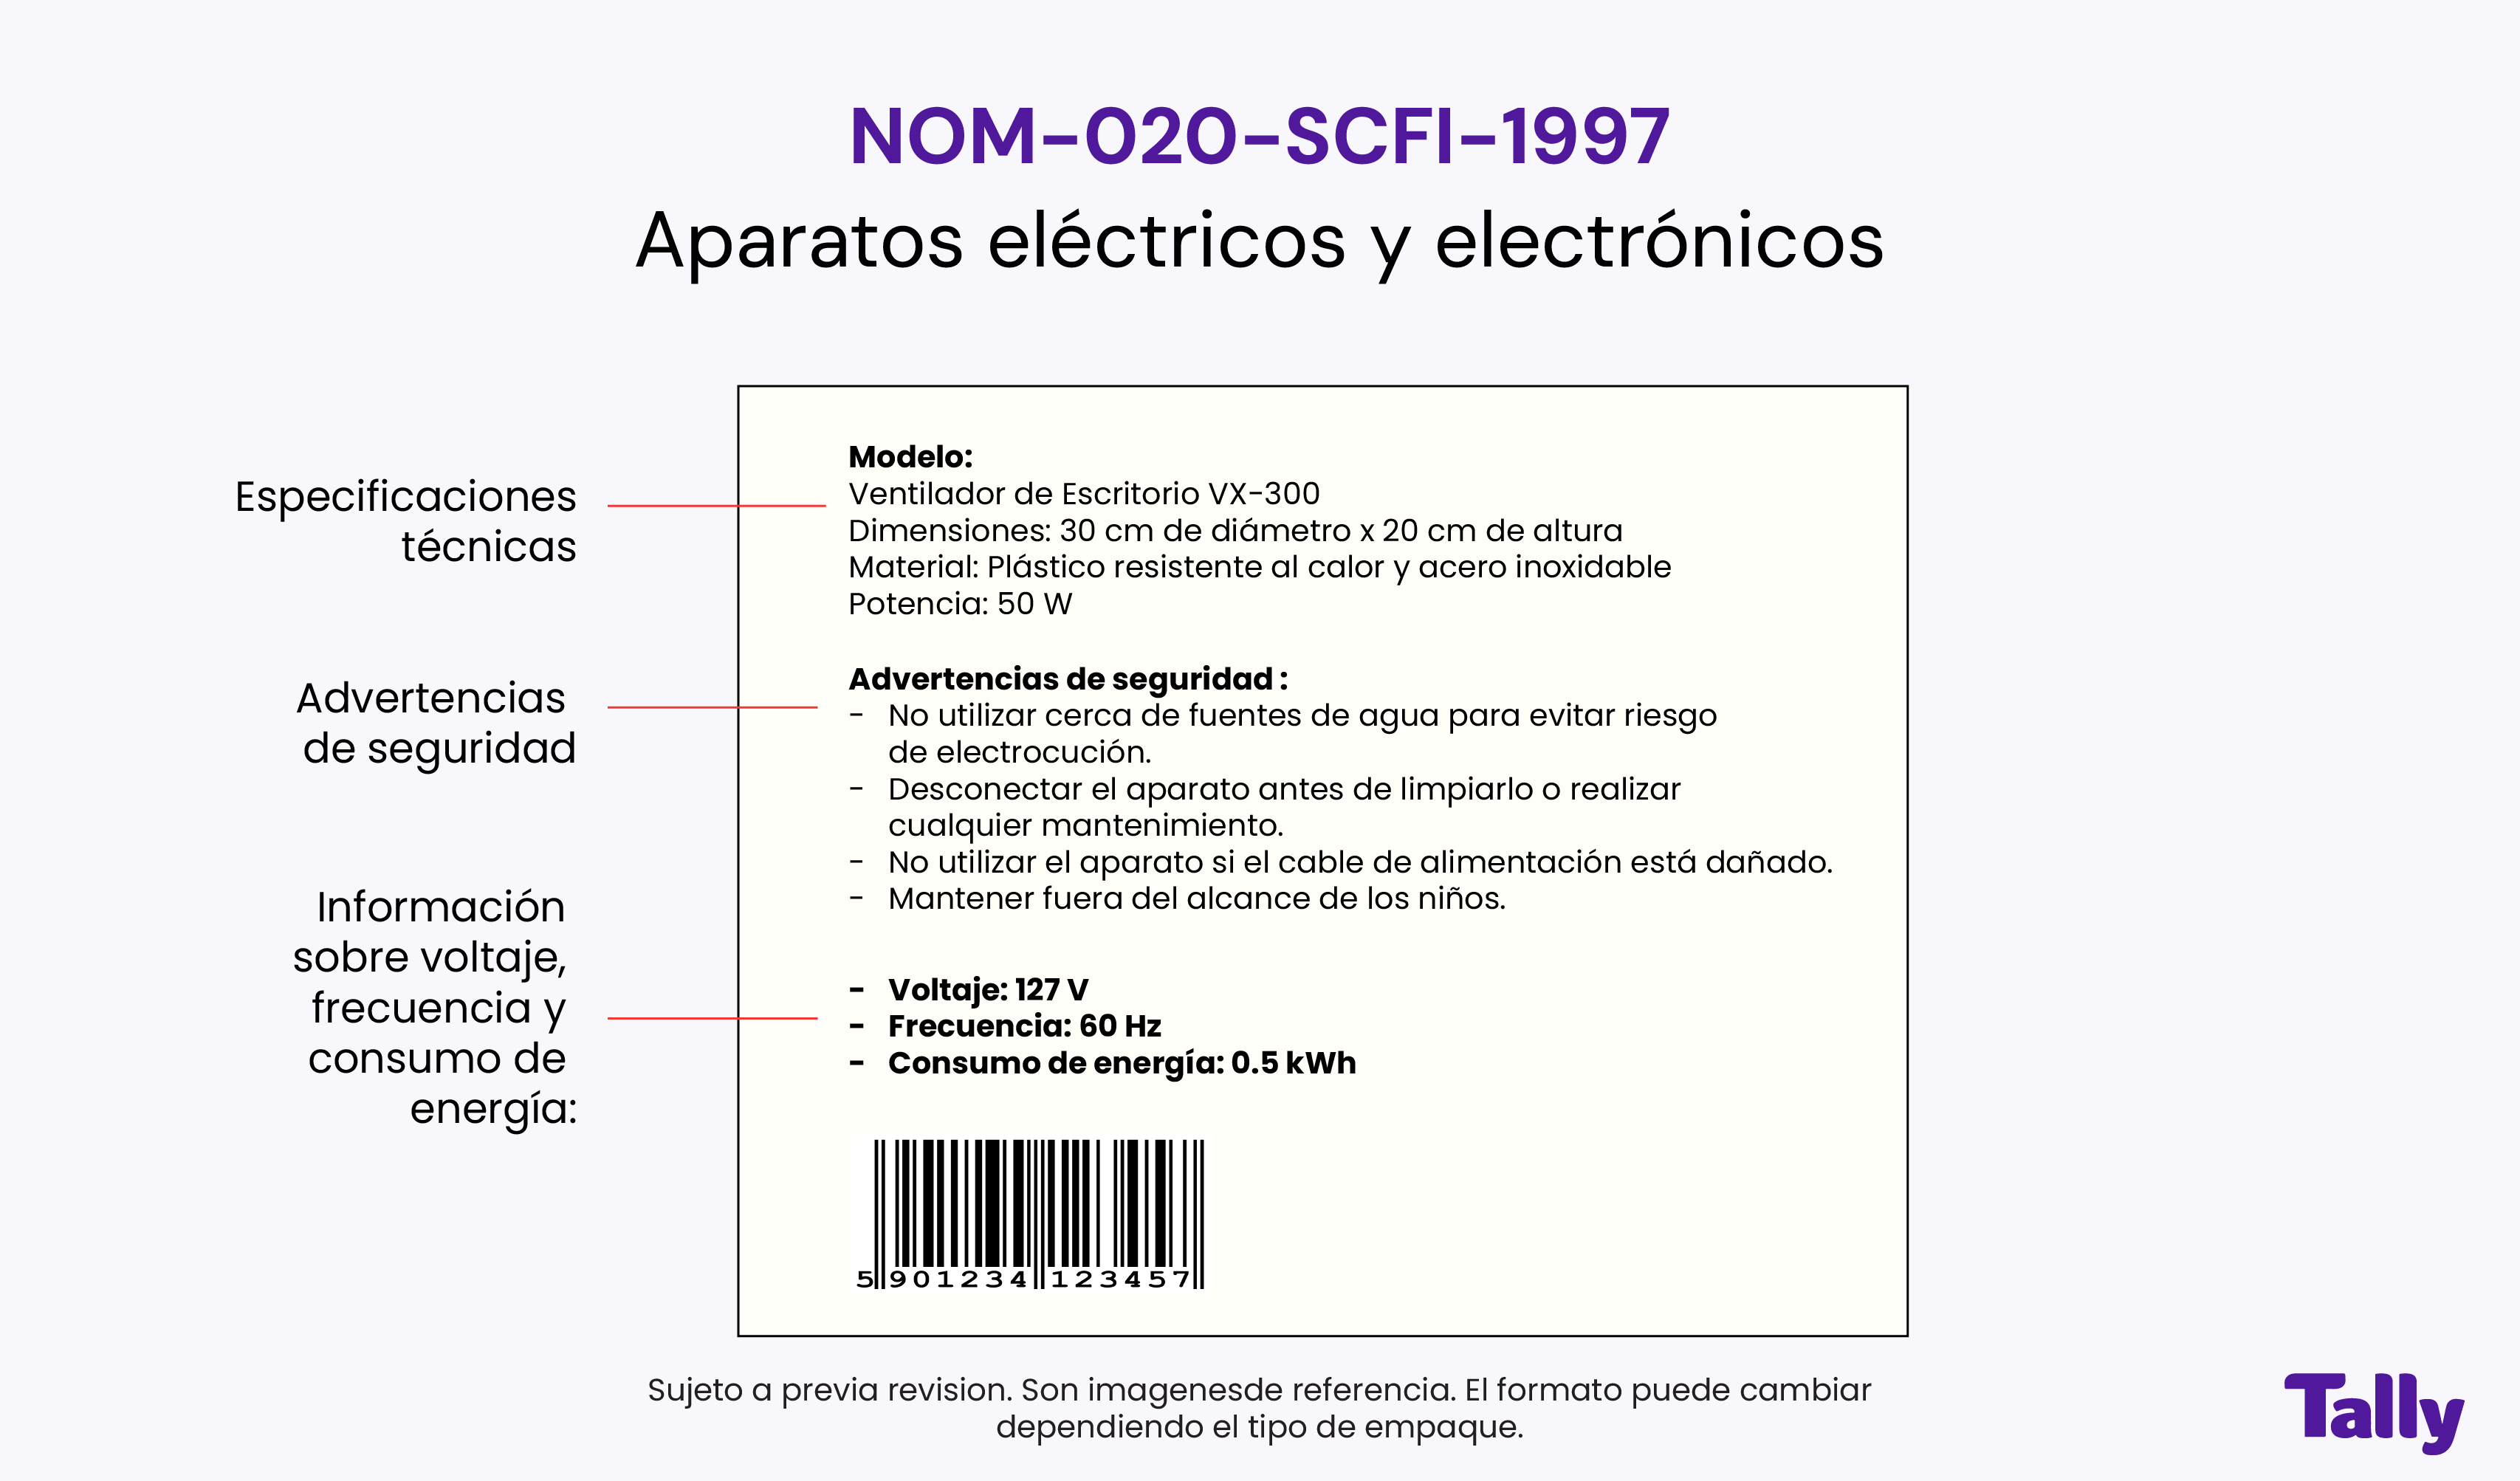 NOM-020-SCFI-1997
Aparatos eléctricos y electrónicos
Especificaciones
técnicas
Modelo:
Ventilador de Escritorio VX-300
Dimensiones: 30 cm de diámetro x 20 cm de altura
Material: Plástico resistente al calor y acero inoxidable
Potencia: 50 W
Advertencias
de seguridad
Advertencias de seguridad :
- No utilizar cerca de fuentes de agua para evitar riesgo
de electrocución.
- Desconectar el aparato antes de limpiarlo o realizar
cualquier mantenimiento.
- No utilizar el aparato si el cable de alimentación está dañado.
- Mantener fuera del alcance de los niños.
Información
sobre voltaje,
frecuencia y
consumo de
energía:
- Voltaje: 127 V
- Frecuencia: 60 Hz
- Consumo de energía: 0.5 kWh
5 901234 123457
Sujeto a previa revision. Son imagenesde referencia. El formato puede cambiar
dependiendo el tipo de empaque.
Tally